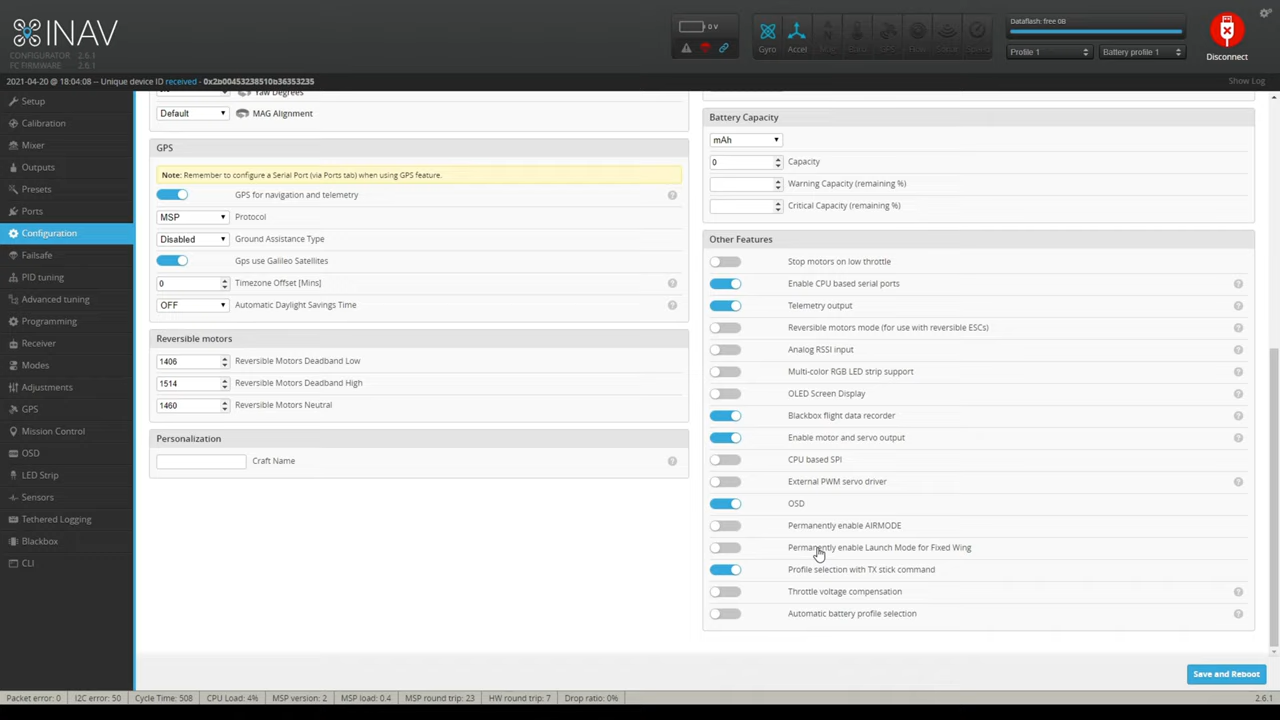 INAV
CONFIGURATOR 2.6.1
FC FIRMWARE 2.6.1
0 V
Gyro
Accel
Dataflash: free 0B
Profile 1
Battery profile 1
Disconnect
2021-04-20 @ 18:04:08 -- Unique device ID received - 0x2b00453238510b36353235
Show Log
Setup
Calibration
Mixer
Outputs
Presets
Ports
Configuration
Failsafe
PID tuning
Advanced tuning
Programming
Receiver
Modes
Adjustments
GPS
Mission Control
OSD
LED Strip
Sensors
Tethered Logging
Blackbox
CLI
Yaw Degrees
Default
MAG Alignment
GPS
Note: Remember to configure a Serial Port (via Ports tab) when using GPS feature.
GPS for navigation and telemetry
MSP
Protocol
Disabled
Ground Assistance Type
Gps use Galileo Satellites
0
Timezone Offset [Mins]
OFF
Automatic Daylight Savings Time
Reversible motors
1406
Reversible Motors Deadband Low
1514
Reversible Motors Deadband High
1460
Reversible Motors Neutral
Personalization
Craft Name
Battery Capacity
mAh
0
Capacity
Warning Capacity (remaining %)
Critical Capacity (remaining %)
Other Features
Stop motors on low throttle
Enable CPU based serial ports
Telemetry output
Reversible motors mode (for use with reversible ESCs)
Analog RSSI input
Multi-color RGB LED strip support
OLED Screen Display
Blackbox flight data recorder
Enable motor and servo output
CPU based SPI
External PWM servo driver
OSD
Permanently enable AIRMODE
Permanently enable Launch Mode for Fixed Wing
Profile selection with TX stick command
Throttle voltage compensation
Automatic battery profile selection
Save and Reboot
Packet error: 0
I2C error: 50
Cycle Time: 508
CPU Load: 4%
MSP version: 2
MSP load: 0.4
MSP round trip: 23
HW round trip: 7
Drop ratio: 0%
2.6.1